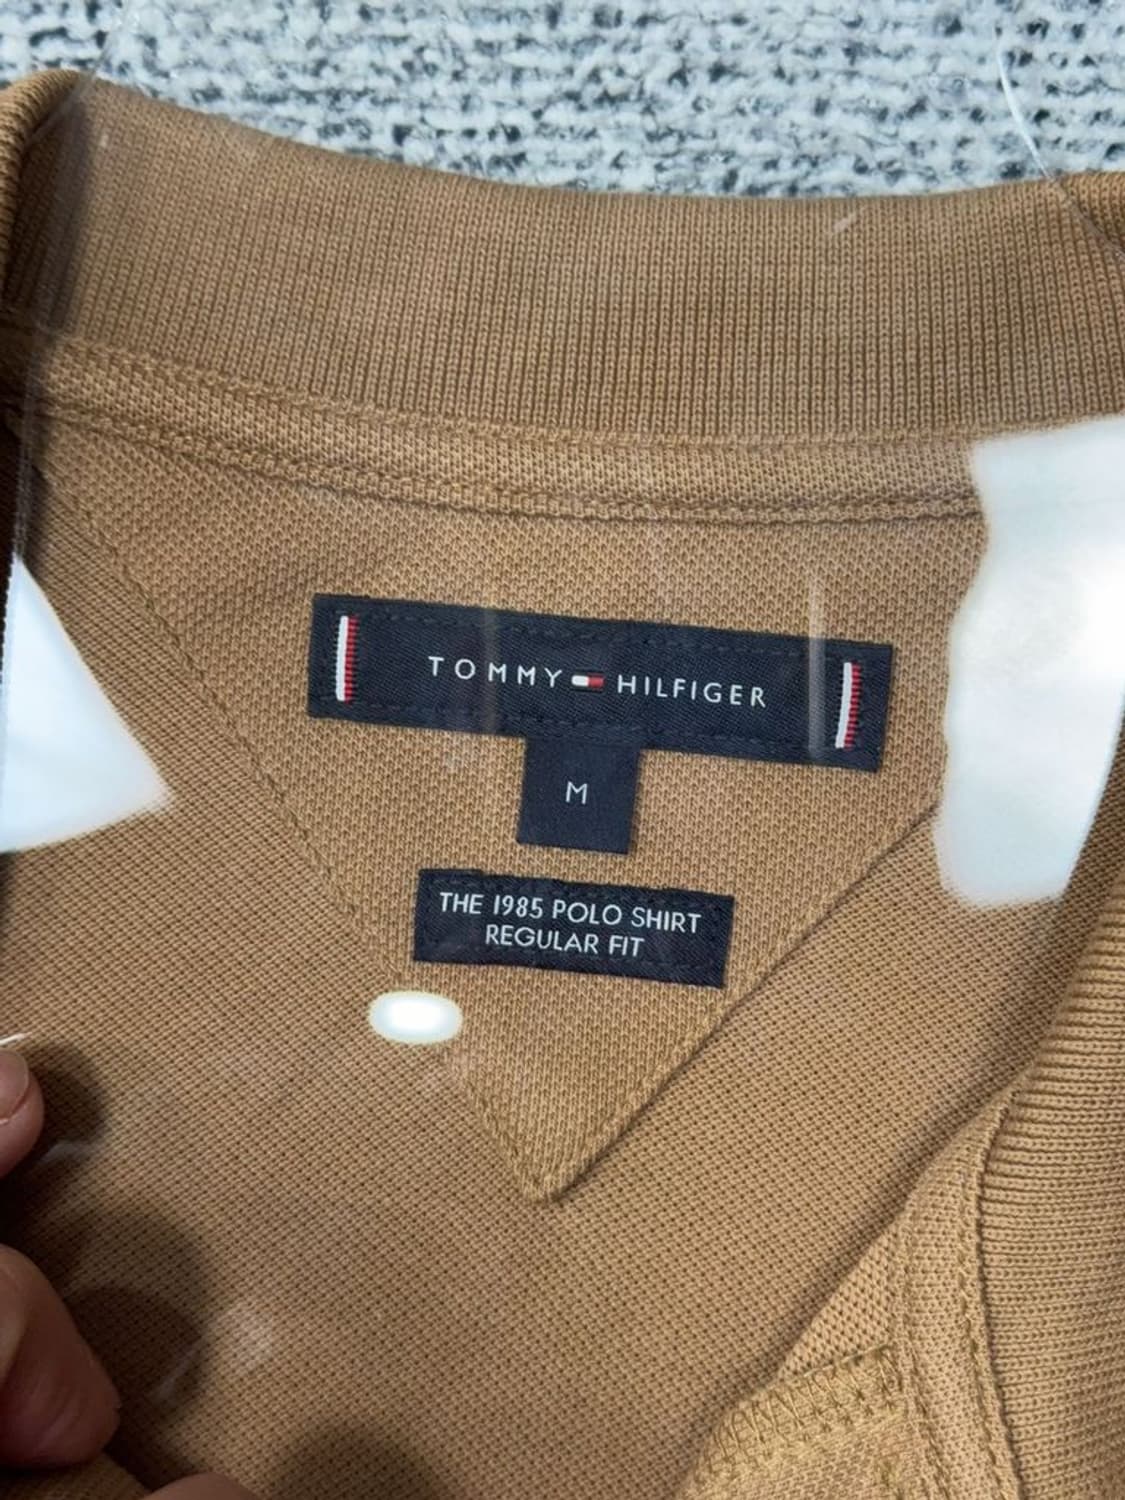 TOMMY HILFIGER
M
THE 1985 POLO SHIRT
REGULAR FIT